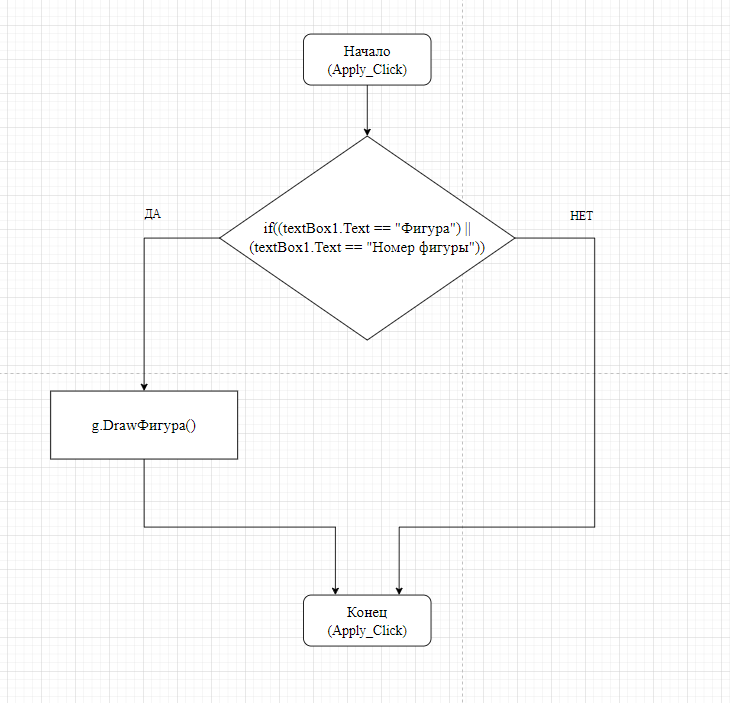 Начало
(Apply_Click)
ДА
НЕТ
if((textBox1.Text == "Фигура") ||
(textBox1.Text == "Номер фигуры"))
g.DrawФигура()
Конец
(Apply_Click)